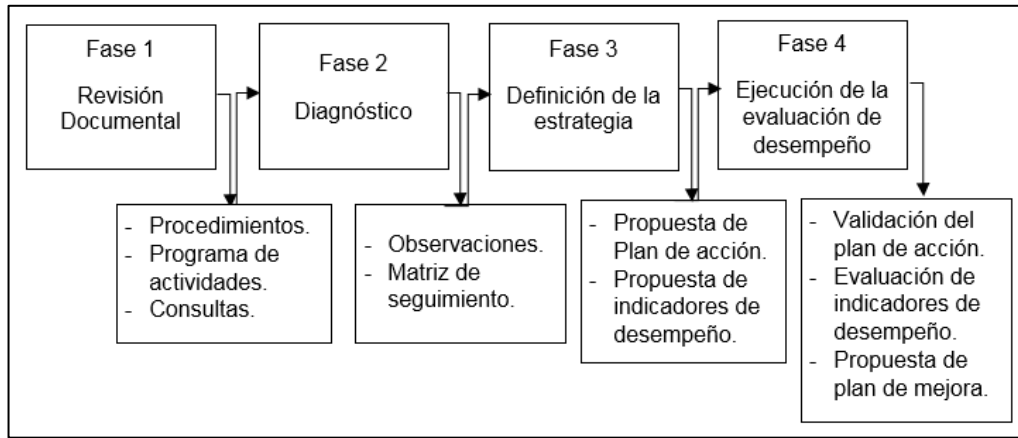 Fase 1
Revisión
Documental
Fase 2
Diagnóstico
Fase 3
Definición de la
estrategia
Fase 4
Ejecución de la
evaluación de
desempeño
- Procedimientos.
- Programa de
actividades.
- Consultas.
- Observaciones.
- Matriz de
seguimiento.
- Propuesta de
Plan de acción.
- Propuesta de
indicadores de
desempeño.
- Validación del
plan de acción.
- Evaluación de
indicadores de
desempeño.
- Propuesta de
plan de mejora.